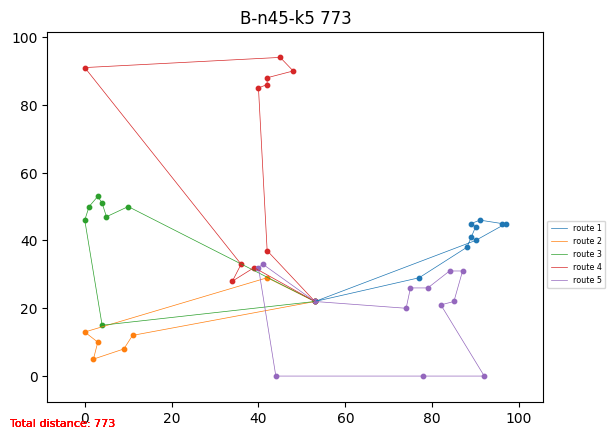 B-n45-k5 773
100
80
60
40
20
0
0 20 40 60 80 100
route 1
route 2
route 3
route 4
route 5
Total distance: 773